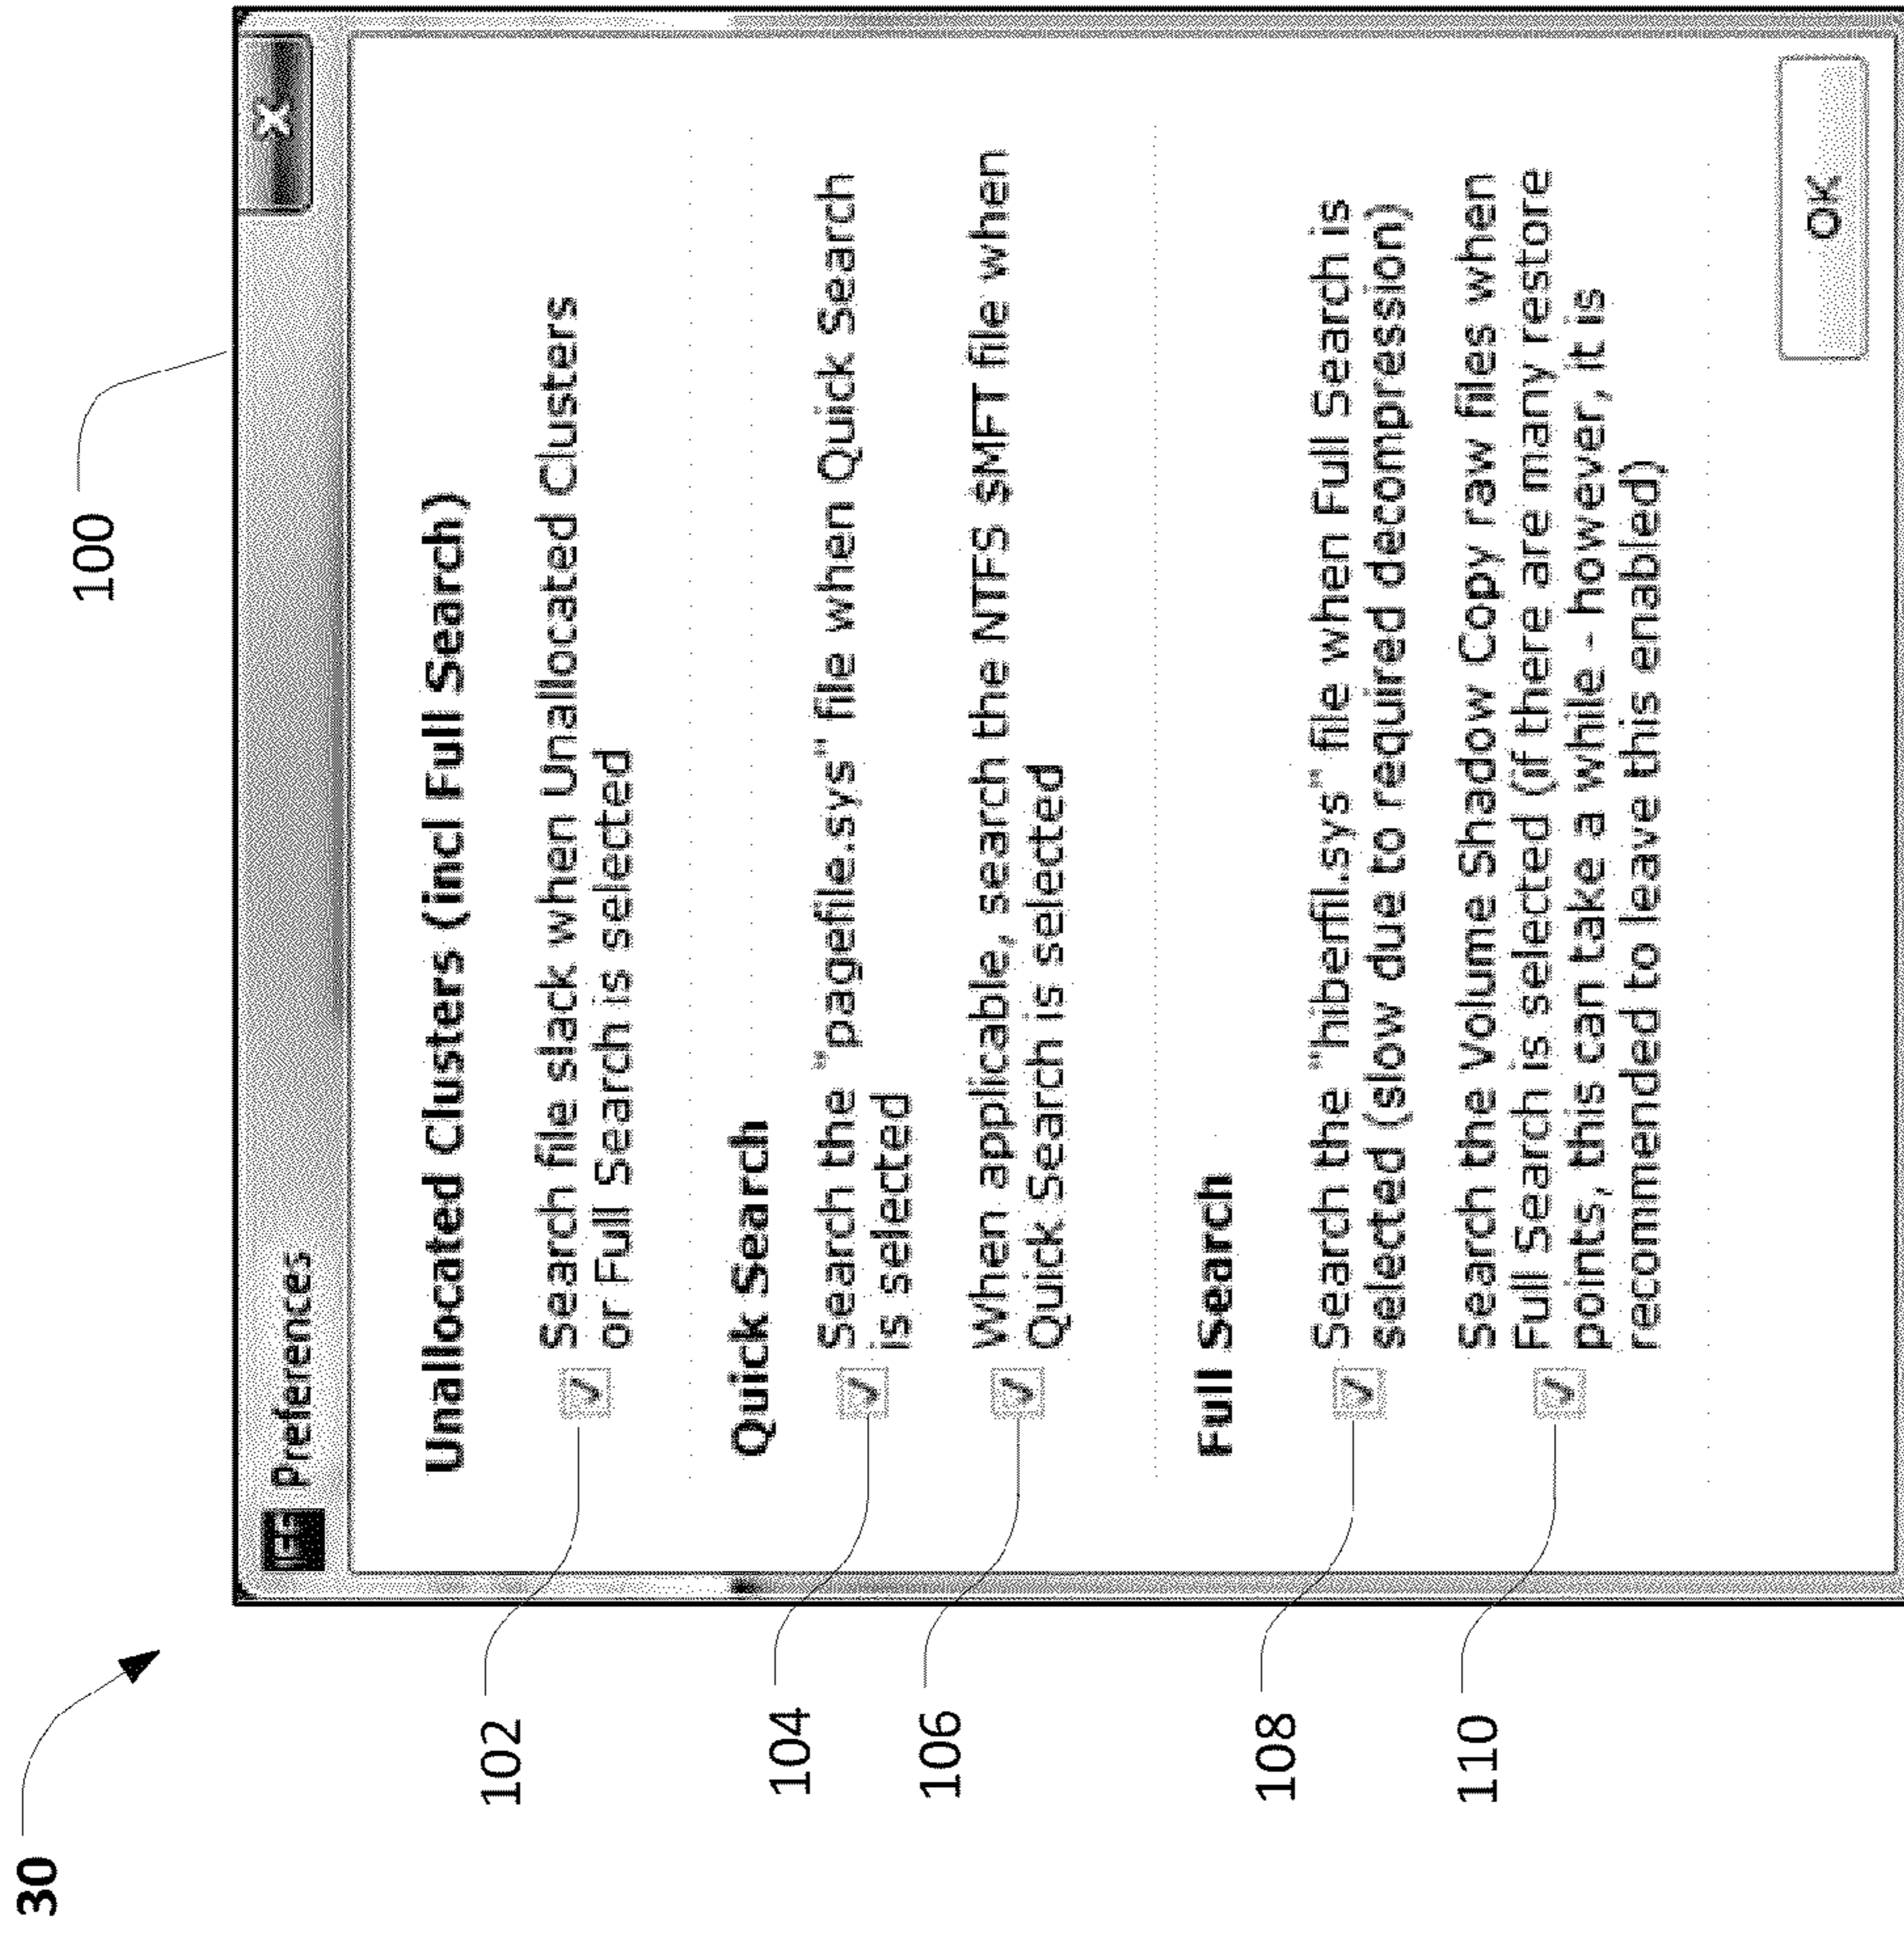 30
100
IEF Preferences
X
Unallocated Clusters (incl Full Search)
102
Search file slack when Unallocated Clusters
or Full Search is selected
Quick Search
104
Search the "pagefile.sys" file when Quick Search
is selected
106
When applicable, search the NTFS $MFT file when
Quick Search is selected
Full Search
108
Search the "hiberfil.sys" file when Full Search is
selected (slow due to required decompression)
110
Search the Volume Shadow Copy raw files when
Full Search is selected (if there are many restore
points, this can take a while - however, it is
recommended to leave this enabled)
OK